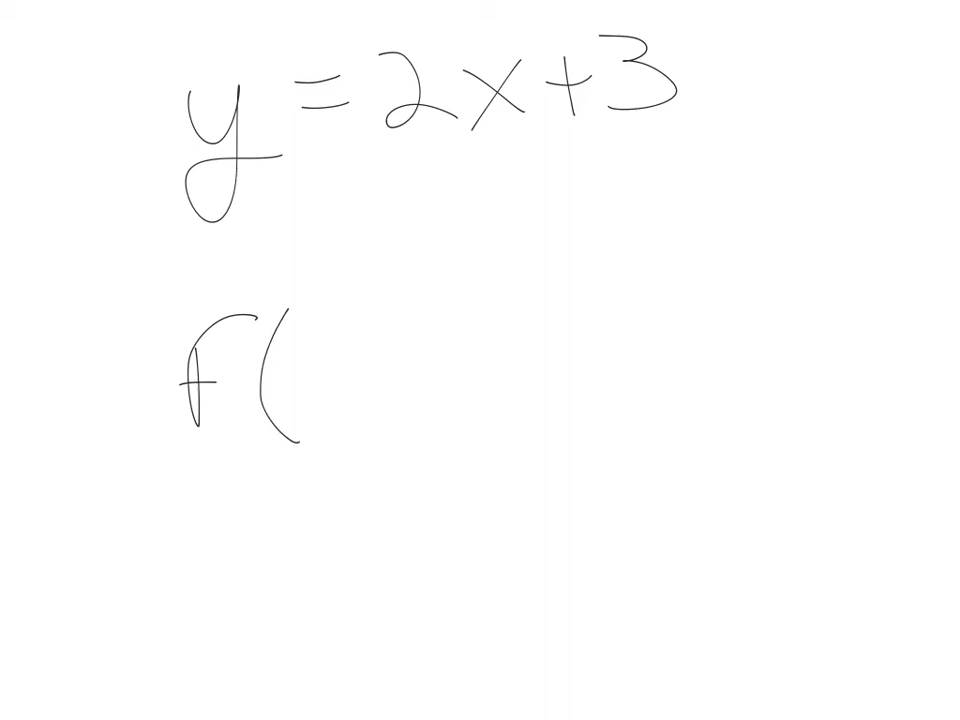 y = 2x + 3
f(